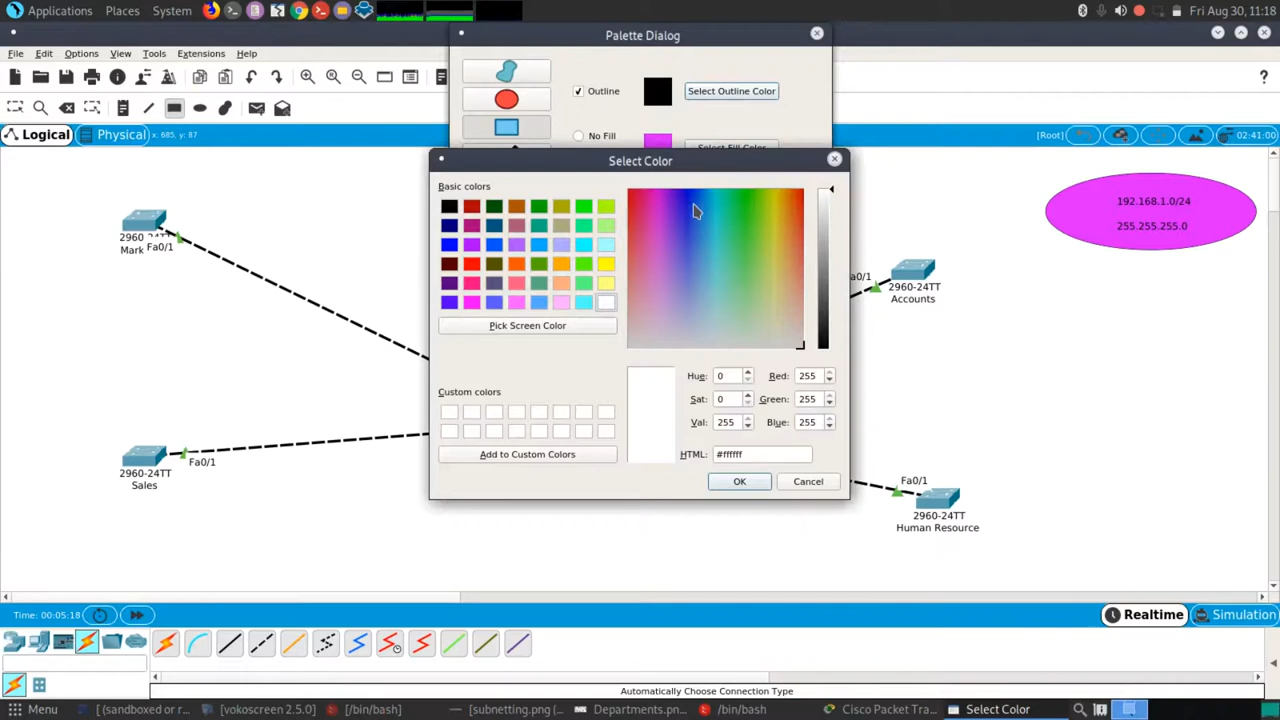 Applications Places System Fri Aug 30, 11:18
Palette Dialog
File Edit Options View Tools Extensions Help
Outline Select Outline Color
No Fill
Logical Physical x: 685, y: 87 [Root] 02:41:00
Select Color
Basic colors
Pick Screen Color
Custom colors
Add to Custom Colors
Hue: 0 Red: 255
Sat: 0 Green: 255
Val: 255 Blue: 255
HTML: #ffffff
OK Cancel
192.168.1.0/24
255.255.255.0
2960-24TT
Mark Fa0/1
Fa0/1
2960-24TT
Accounts
Fa0/1
2960-24TT
Sales
Fa0/1
2960-24TT
Human Resource
Time: 00:05:18 Realtime Simulation
Automatically Choose Connection Type
Menu [ (sandboxed or r... [vokoscreen 2.5.0] [/bin/bash] [subnetting.png (... Departments.pn... /bin/bash Cisco Packet Tra... Select Color